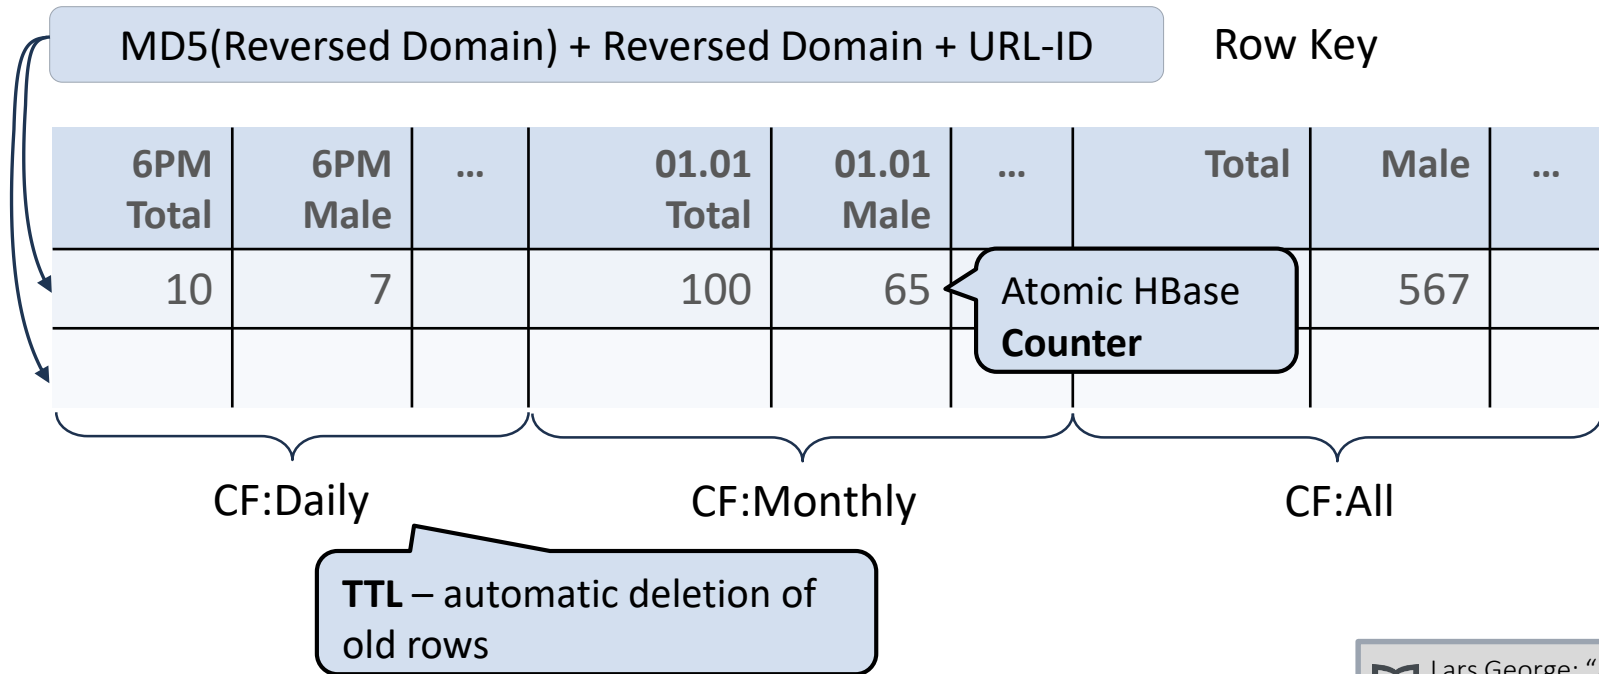 MD5(Reversed Domain) + Reversed Domain + URL-ID
Row Key
6PM Total
6PM Male
...
01.01 Total
01.01 Male
...
Total
Male
...
10
7
100
65
567
Atomic HBase
Counter
CF:Daily
CF:Monthly
CF:All
TTL – automatic deletion of
old rows
Lars George: “